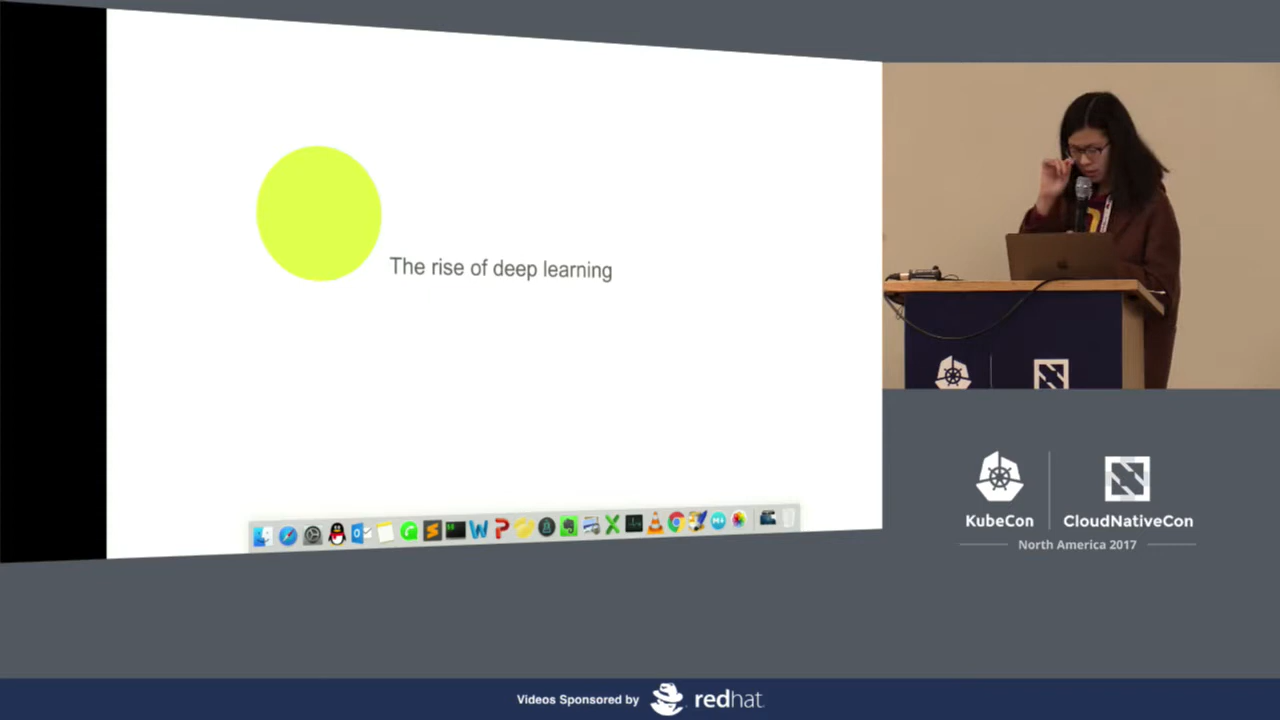 The rise of deep learning
KubeCon
CloudNativeCon
North America 2017
Videos Sponsored by
redhat